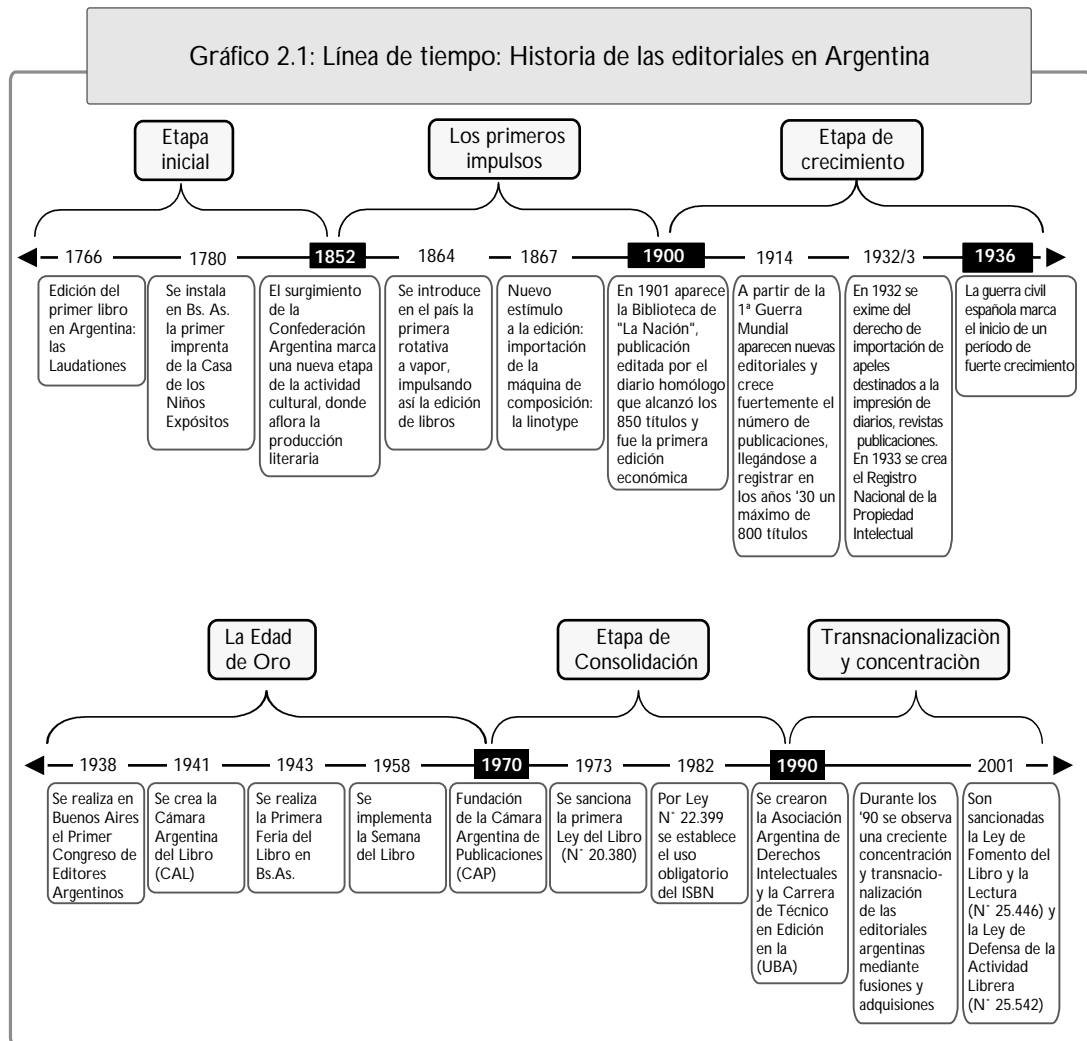 Gráfico 2.1: Línea de tiempo: Historia de las editoriales en Argentina
Etapa
inicial
Los primeros
impulsos
Etapa de
crecimiento
1766
1780
1852
1864
1867
1900
1914
1932/3
1936
Edición del
primer libro
en Argentina:
las
Laudationes
Se instala
en Bs. As.
la primer
imprenta
de la Casa
de los
Niños
Expósitos
El surgimiento
de la
Confederación
Argentina marca
una nueva etapa
de la actividad
cultural, donde
aflora la
producción
literaria
Se introduce
en el país la
primera
rotativa
a vapor,
impulsando
así la edición
de libros
Nuevo
estímulo
a la edición:
importación
de la
máquina de
composición:
la linotype
En 1901 aparece
la Biblioteca de
"La Nación",
publicación
editada por el
diario homólogo
que alcanzó los
850 títulos y
fue la primera
edición
económica
A partir de la
1ª Guerra
Mundial
aparecen nuevas
editoriales y
crece
fuertemente el
número de
publicaciones,
llegándose a
registrar en
los años '30 un
máximo de
800 títulos
En 1932 se
exime del
derecho de
importación de
apeles
destinados a la
impresión de
diarios, revistas
publicaciones.
En 1933 se crea
el Registro
Nacional de la
Propiedad
Intelectual
La guerra civil
española marca
el inicio de un
período de
fuerte crecimiento
La Edad
de Oro
Etapa de
Consolidación
Transnacionalizaciòn
y concentraciòn
1938
1941
1943
1958
1970
1973
1982
1990
2001
Se realiza en
Buenos Aires
el Primer
Congreso de
Editores
Argentinos
Se crea la
Cámara
Argentina
del Libro
(CAL)
Se realiza
la Primera
Feria del
Libro en
Bs.As.
Se
implementa
la Semana
del Libro
Fundación
de la Cámara
Argentina de
Publicaciones
(CAP)
Se sanciona
la primera
Ley del Libro
(N° 20.380)
Por Ley
N° 22.399
se establece
el uso
obligatorio
del ISBN
Se crearon
la Asociación
Argentina de
Derechos
Intelectuales
y la Carrera
de Técnico
en Edición
en la
(UBA)
Durante los
'90 se observa
una creciente
concentración
y transnacio-
nalización
de las
editoriales
argentinas
mediante
fusiones y
adquisiones
Son
sancionadas
la Ley de
Fomento del
Libro y la
Lectura
(N° 25.446) y
la Ley de
Defensa de la
Actividad
Librera
(N° 25.542)